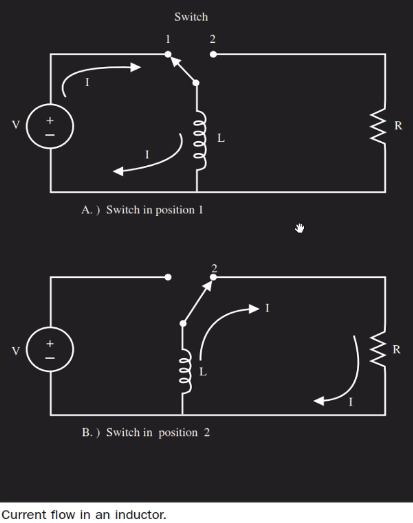 Switch
1 2
I
V + −
I
L
R
A. ) Switch in position 1
2
I
V + −
L
R
I
B. ) Switch in position 2
Current flow in an inductor.